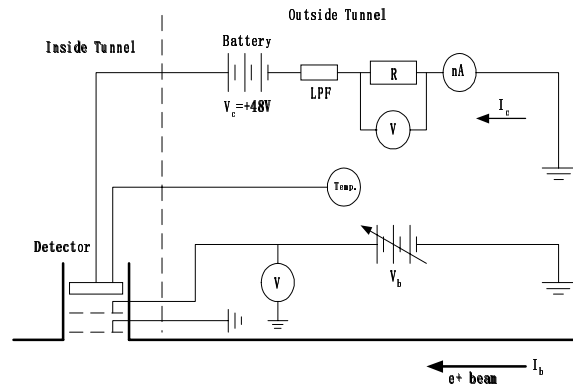 Outside Tunnel
Inside Tunnel
Battery
R
nA
LPF
Vc=+48V
V
Ic
Temp.
Detector
V
Vb
Ib
e+ beam